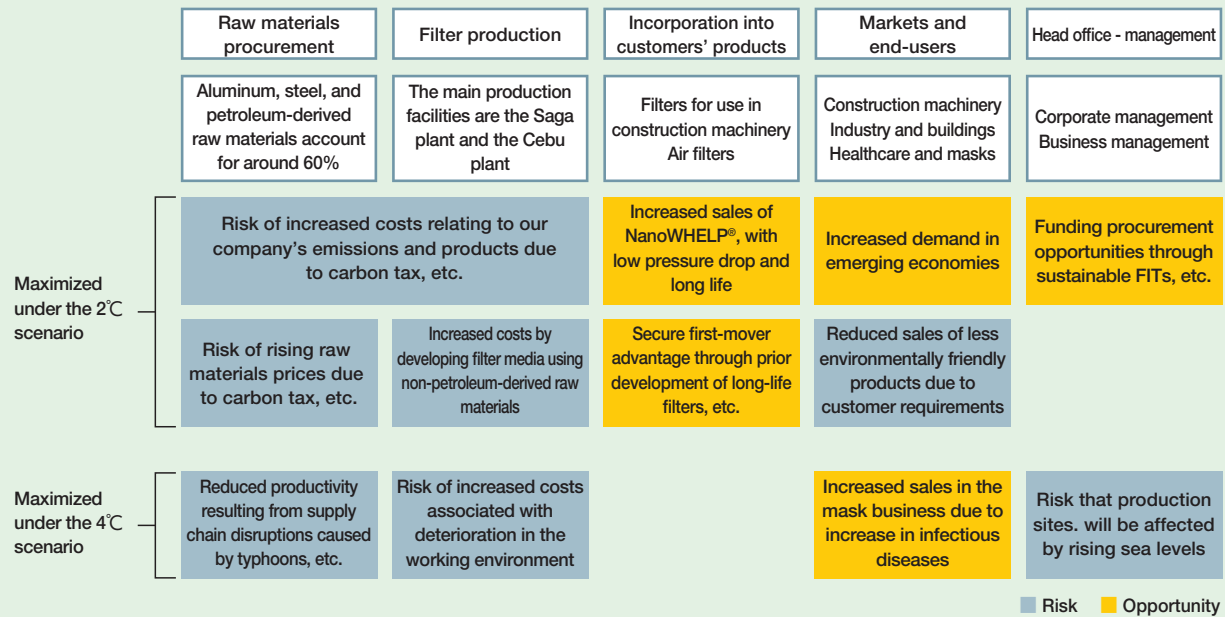 Raw materials
procurement
Filter production
Incorporation into
customers' products
Markets and
end-users
Head office - management
Aluminum, steel, and
petroleum-derived
raw materials account
for around 60%
The main production
facilities are the Saga
plant and the Cebu
plant
Filters for use in
construction machinery
Air filters
Construction machinery
Industry and buildings
Healthcare and masks
Corporate management
Business management
Maximized
under the 2℃
scenario
Risk of increased costs relating to our
company's emissions and products due
to carbon tax, etc.
Increased sales of
NanoWHELP®, with
low pressure drop and
long life
Increased demand in
emerging economies
Funding procurement
opportunities through
sustainable FITs, etc.
Risk of rising raw
materials prices due
to carbon tax, etc.
Increased costs by
developing filter media using
non-petroleum-derived raw
materials
Secure first-mover
advantage through prior
development of long-life
filters, etc.
Reduced sales of less
environmentally friendly
products due to
customer requirements
Maximized
under the 4℃
scenario
Reduced productivity
resulting from supply
chain disruptions caused
by typhoons, etc.
Risk of increased costs
associated with
deterioration in the
working environment
Increased sales in the
mask business due to
increase in infectious
diseases
Risk that production
sites. will be affected
by rising sea levels
Risk
Opportunity